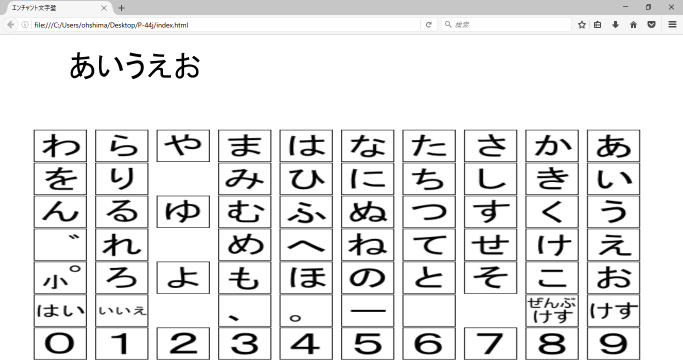 エンチャント文字盤
file:///C:/Users/ohshima/Desktop/P-44j/index.html
検索
あいうえお
わ ら や ま は な た さ か あ
を り み ひ に ち し き い
ん る ゆ む ふ ぬ つ す く う
゛ れ め へ ね て せ け え
小゜ ろ よ も ほ の と そ こ お
はい いいえ 、 。 ー ぜんぶけす けす
0 1 2 3 4 5 6 7 8 9